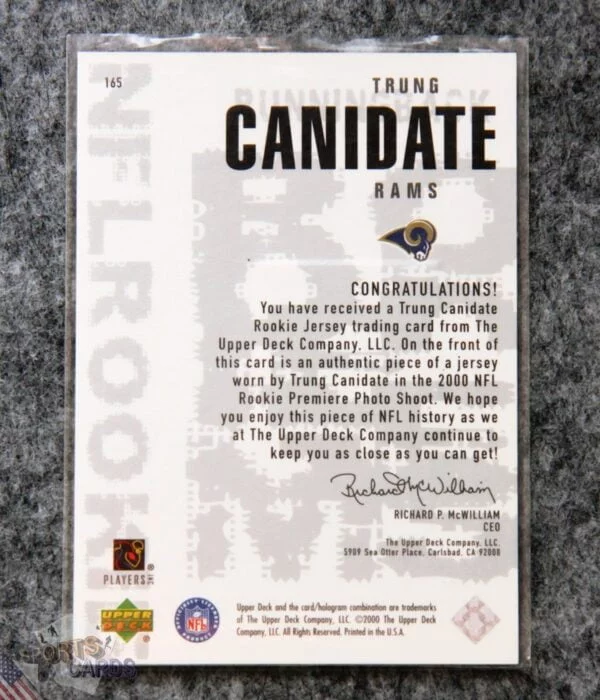 165
TRUNG
RUNNINGBACK
CANIDATE
RAMS
NFL ROOKIE
CONGRATULATIONS!
You have received a Trung Canidate
Rookie Jersey trading card from The
Upper Deck Company, LLC. On the front of
this card is an authentic piece of a jersey
worn by Trung Canidate in the 2000 NFL
Rookie Premiere Photo Shoot. We hope
you enjoy this piece of NFL history as we
at The Upper Deck Company continue to
keep you as close as you can get!
Richard P. McWilliam
RICHARD P. McWILLIAM
CEO
The Upper Deck Company, LLC.
5909 Sea Otter Place, Carlsbad, CA 92008
PLAYERS INC
UPPER
DECK
NFL
Upper Deck and the card/hologram combination are trademarks
of The Upper Deck Company, LLC. ©2000 The Upper Deck
Company, LLC. All Rights Reserved. Printed in the U.S.A.
SPORTS
CARDS